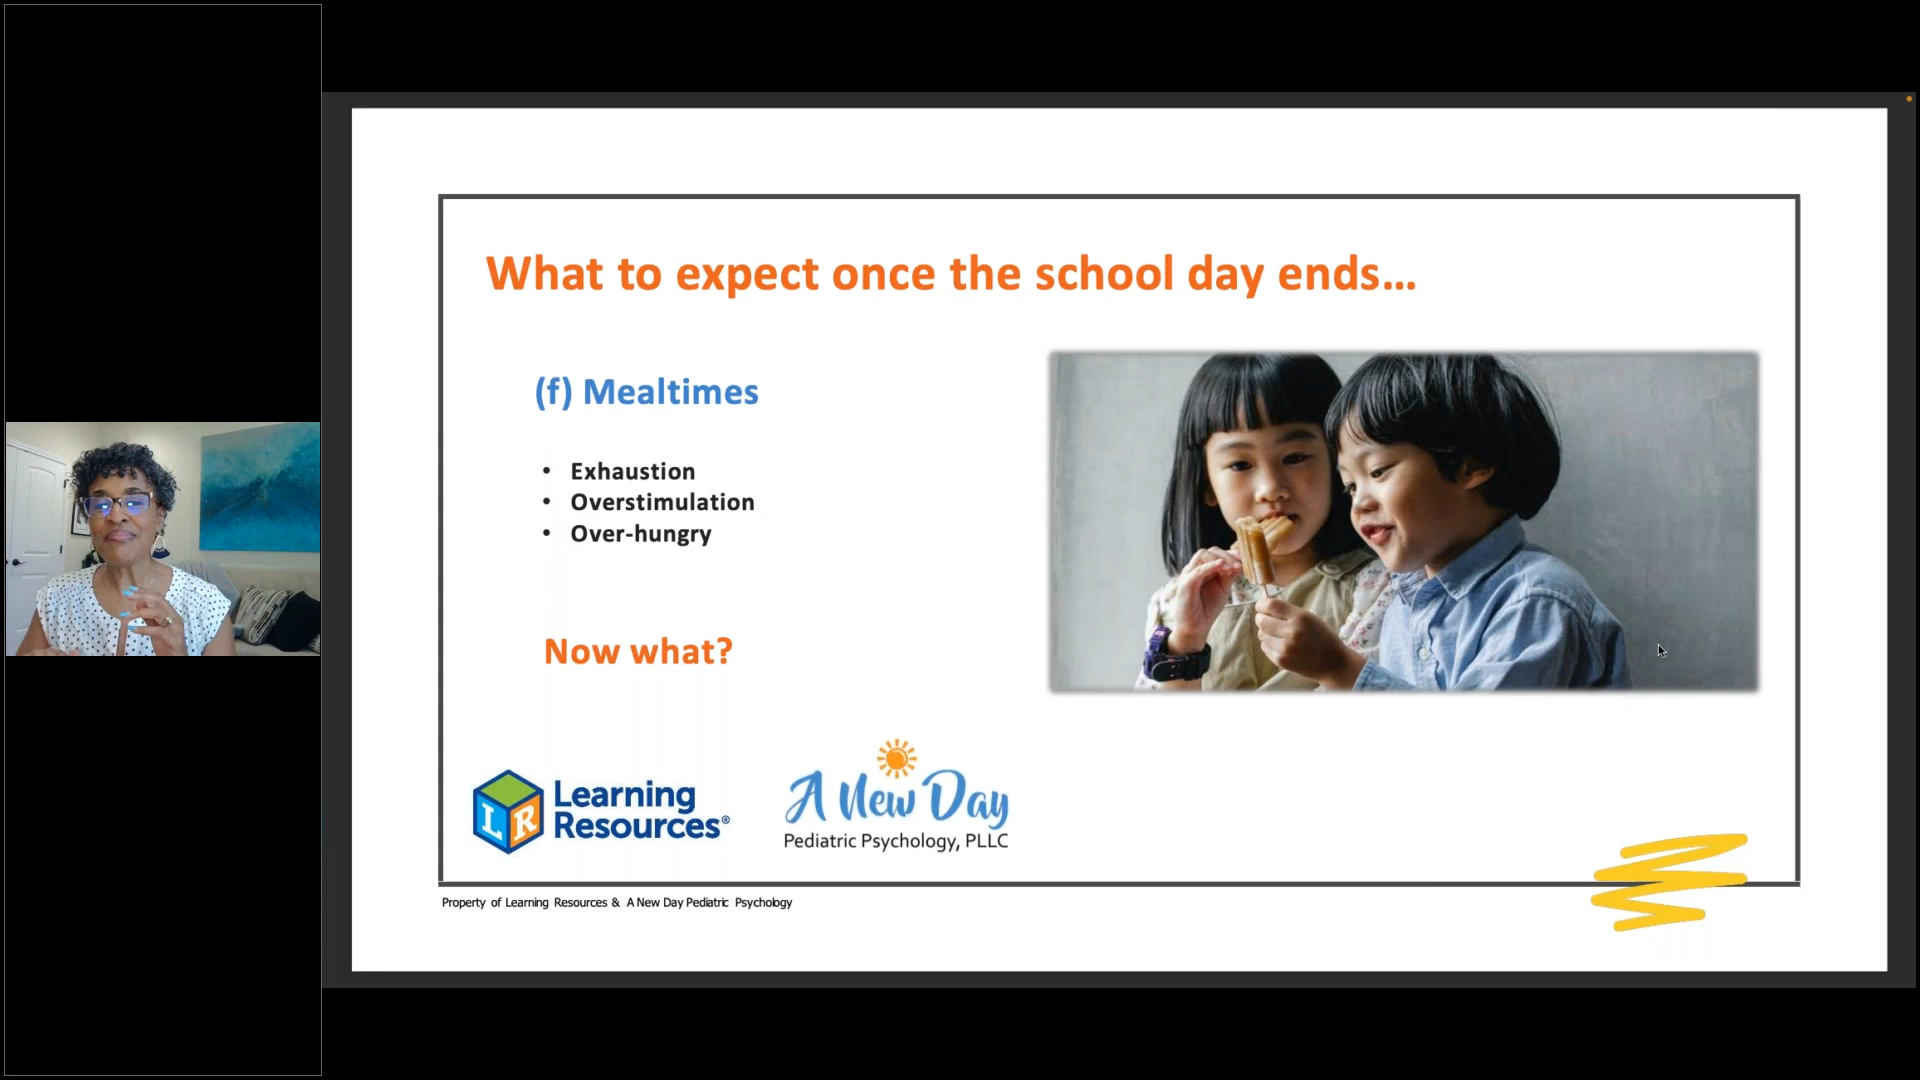 What to expect once the school day ends...
(f) Mealtimes
• Exhaustion
• Overstimulation
• Over-hungry
Now what?
LR
Learning
Resources®
A New Day
Pediatric Psychology, PLLC
Property of Learning Resources & A New Day Pediatric Psychology